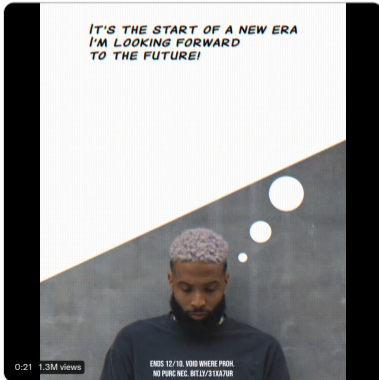 IT'S THE START OF A NEW ERA
I'M LOOKING FORWARD
TO THE FUTURE!
0:21 1.3M views
ENDS 12/10. VOID WHERE PROH.
NO PURC NEC. BIT.LY/31XA7UR